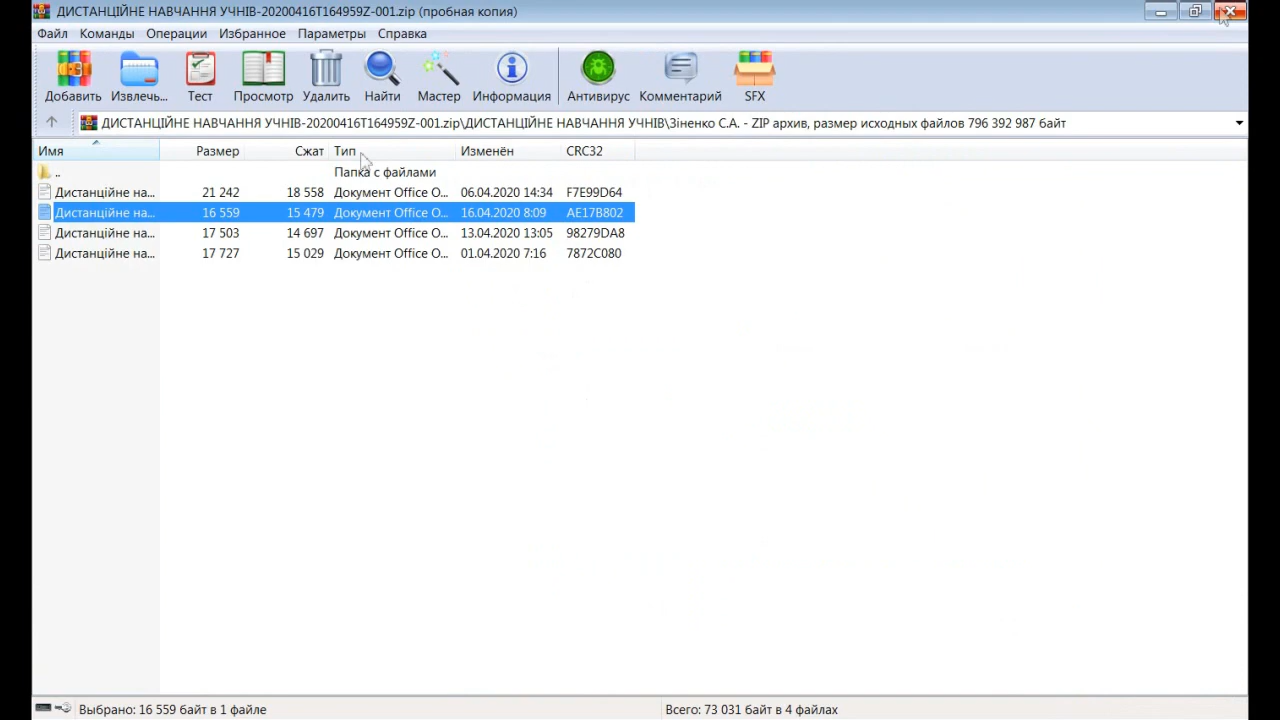 ДИСТАНЦІЙНЕ НАВЧАННЯ УЧНІВ-20200416T164959Z-001.zip (пробная копия)
Файл Команды Операции Избранное Параметры Справка
Добавить Извлечь... Тест Просмотр Удалить Найти Мастер Информация Антивирус Комментарий SFX
ДИСТАНЦІЙНЕ НАВЧАННЯ УЧНІВ-20200416T164959Z-001.zip\ДИСТАНЦІЙНЕ НАВЧАННЯ УЧНІВ\Зіненко С.А. - ZIP архив, размер исходных файлов 796 392 987 байт
Имя Размер Сжат Тип Изменён CRC32
.. Папка с файлами
Дистанційне на... 21 242 18 558 Документ Office O... 06.04.2020 14:34 F7E99D64
Дистанційне на... 16 559 15 479 Документ Office O... 16.04.2020 8:09 AE17B802
Дистанційне на... 17 503 14 697 Документ Office O... 13.04.2020 13:05 98279DA8
Дистанційне на... 17 727 15 029 Документ Office O... 01.04.2020 7:16 7872C080
Выбрано: 16 559 байт в 1 файле Всего: 73 031 байт в 4 файлах